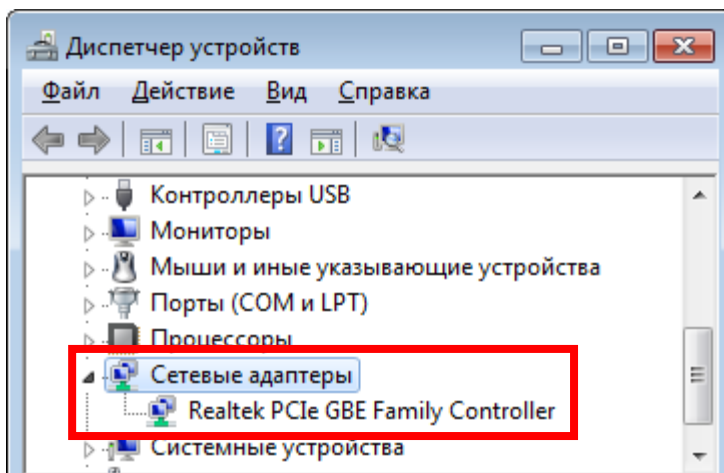 Диспетчер устройств
Файл Действие Вид Справка
Контроллеры USB
Мониторы
Мыши и иные указывающие устройства
Порты (COM и LPT)
Процессоры
Сетевые адаптеры
Realtek PCIe GBE Family Controller
Системные устройства